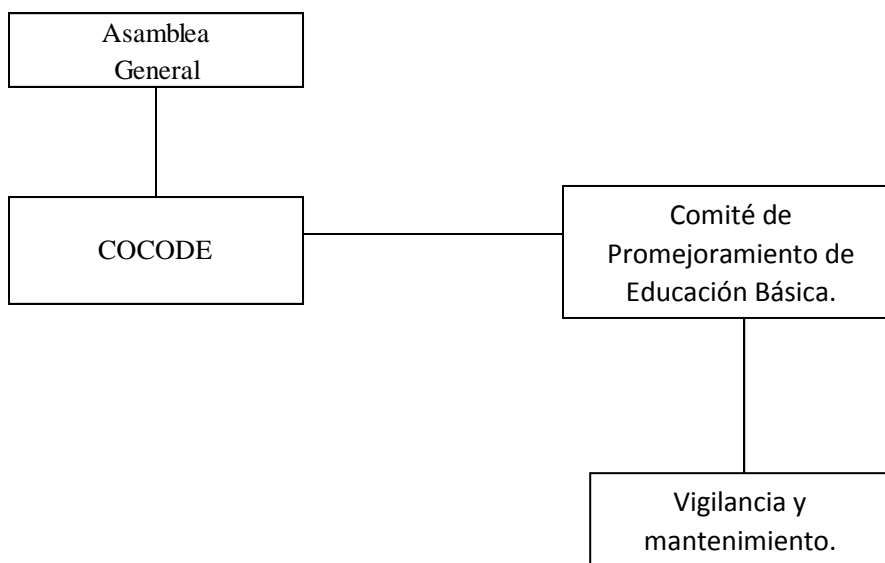 Asamblea
General
COCODE
Comité de
Promejoramiento de
Educación Básica.
Vigilancia y
mantenimiento.